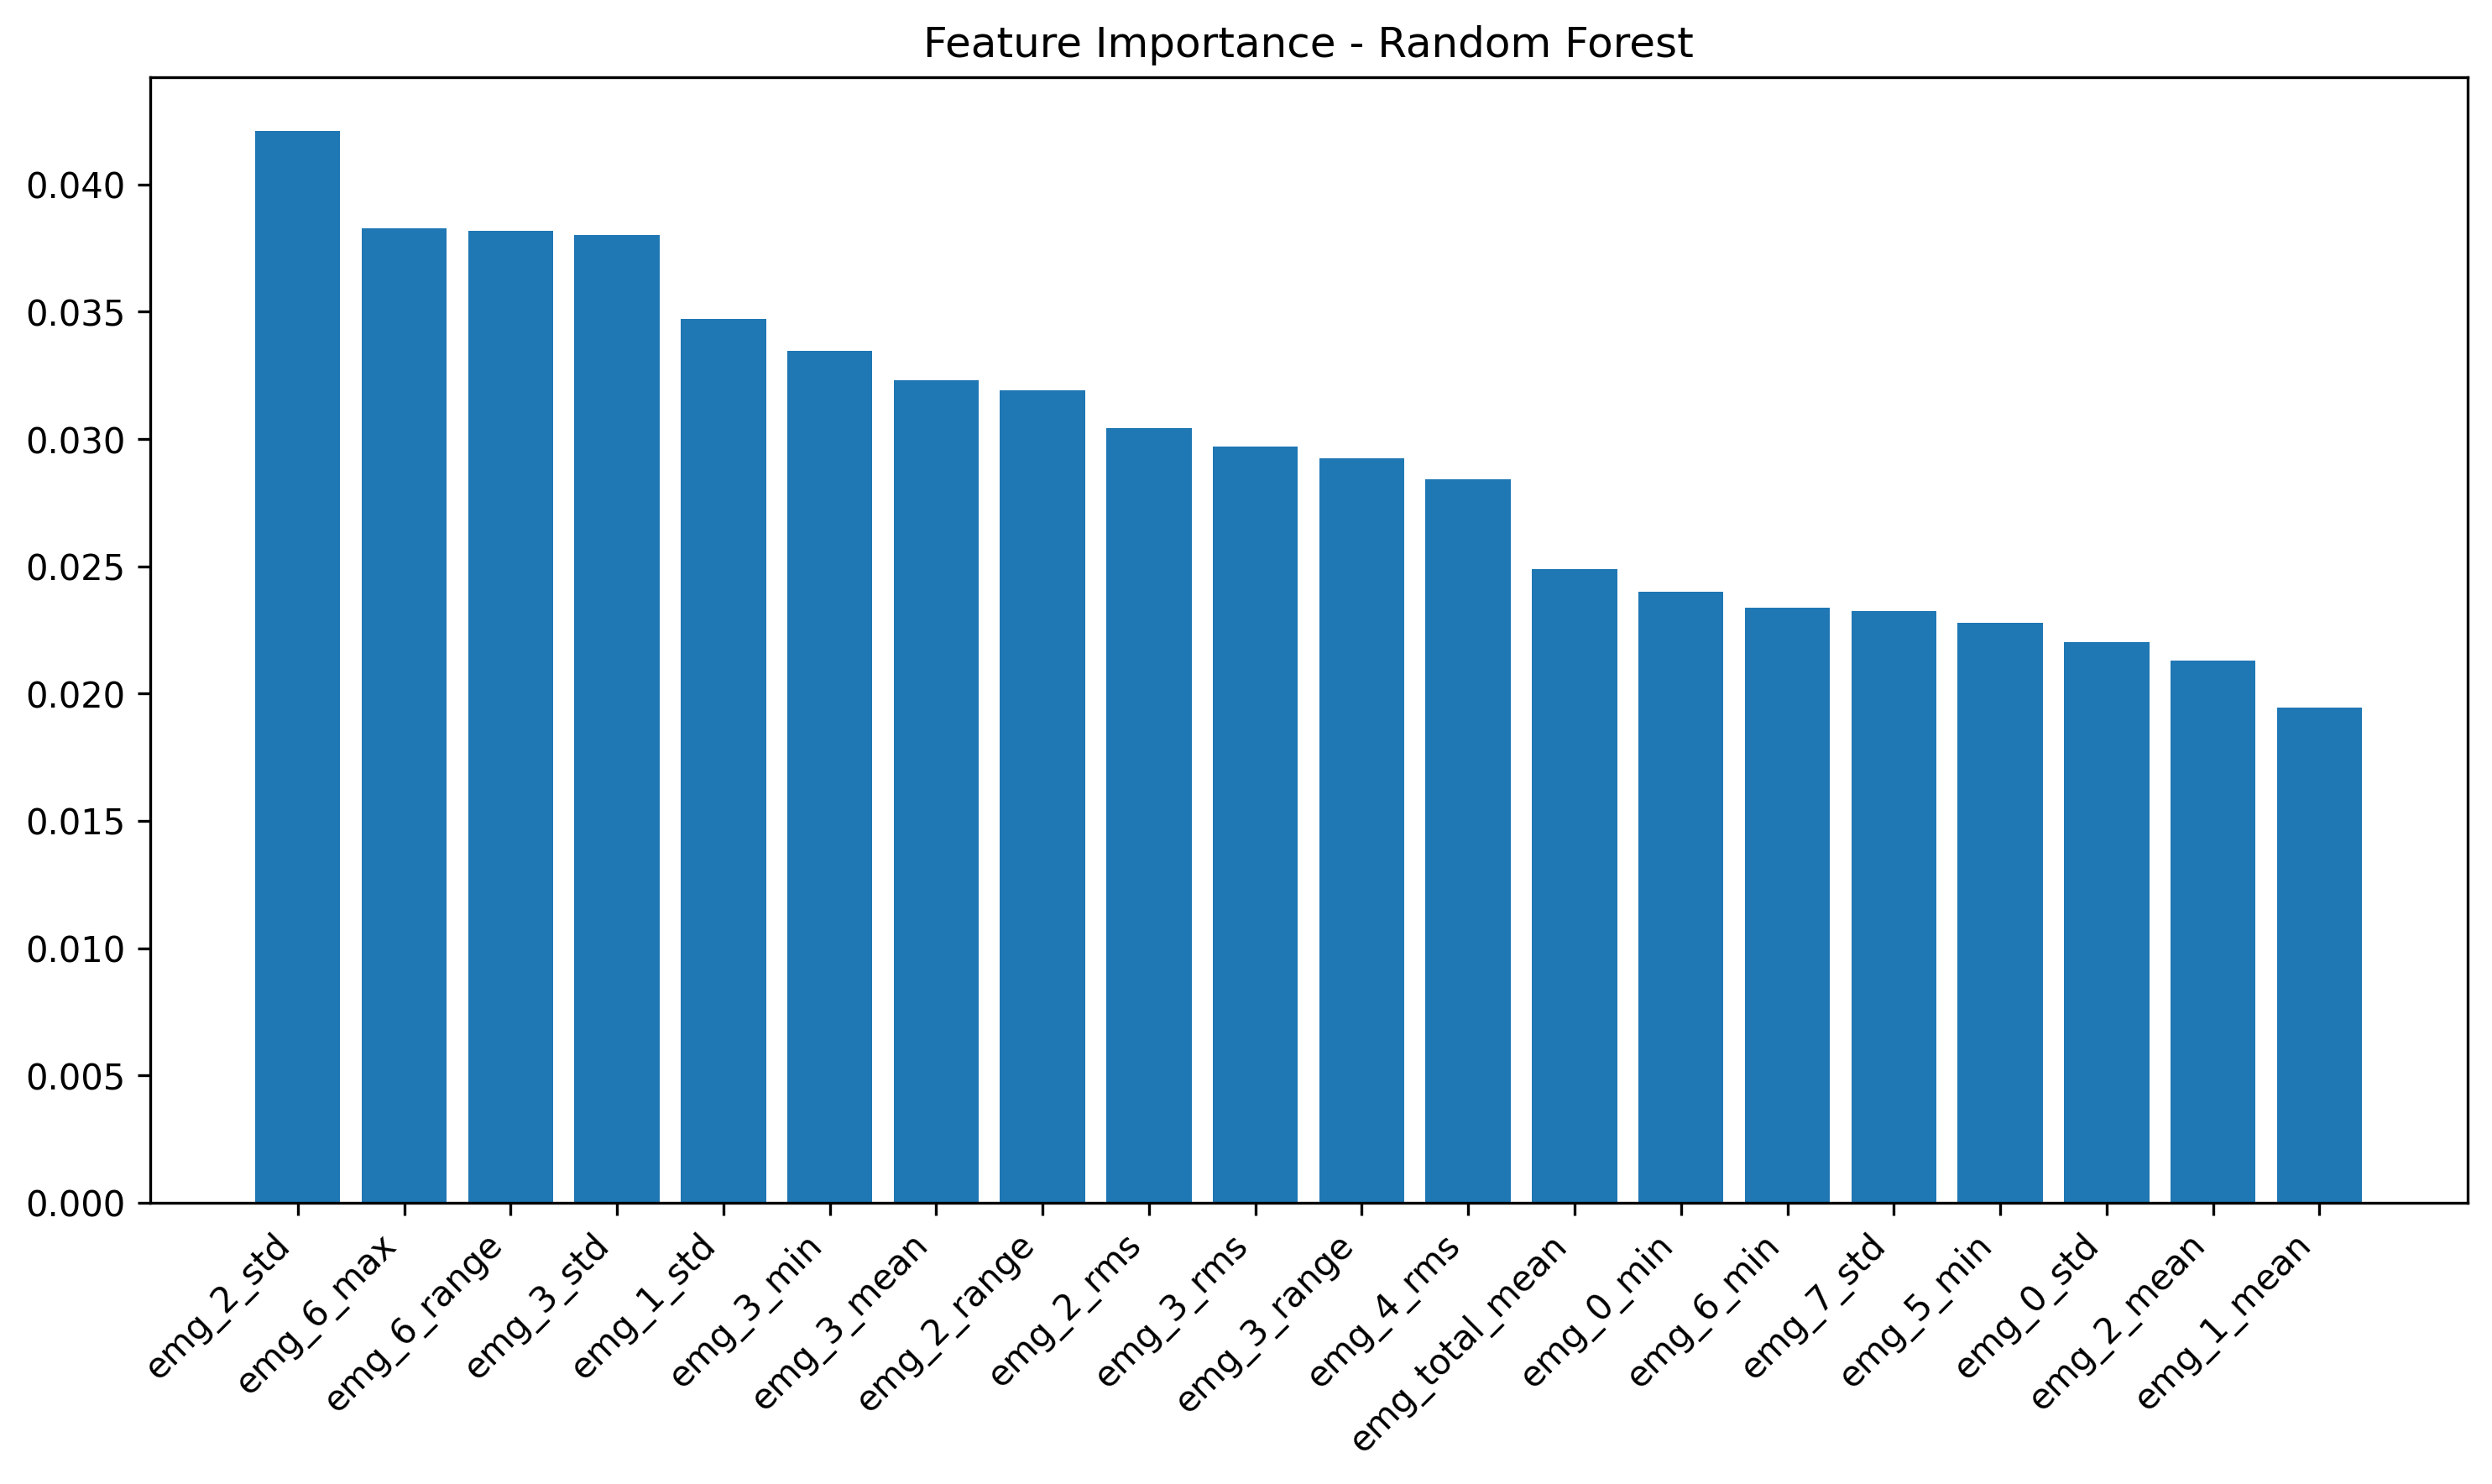 Feature Importance - Random Forest
0.040
0.035
0.030
0.025
0.020
0.015
0.010
0.005
0.000
emg_2_std
emg_6_max
emg_6_range
emg_3_std
emg_1_std
emg_3_min
emg_3_mean
emg_2_range
emg_2_rms
emg_3_rms
emg_3_range
emg_4_rms
emg_total_mean
emg_0_min
emg_6_min
emg_7_std
emg_5_min
emg_0_std
emg_2_mean
emg_1_mean